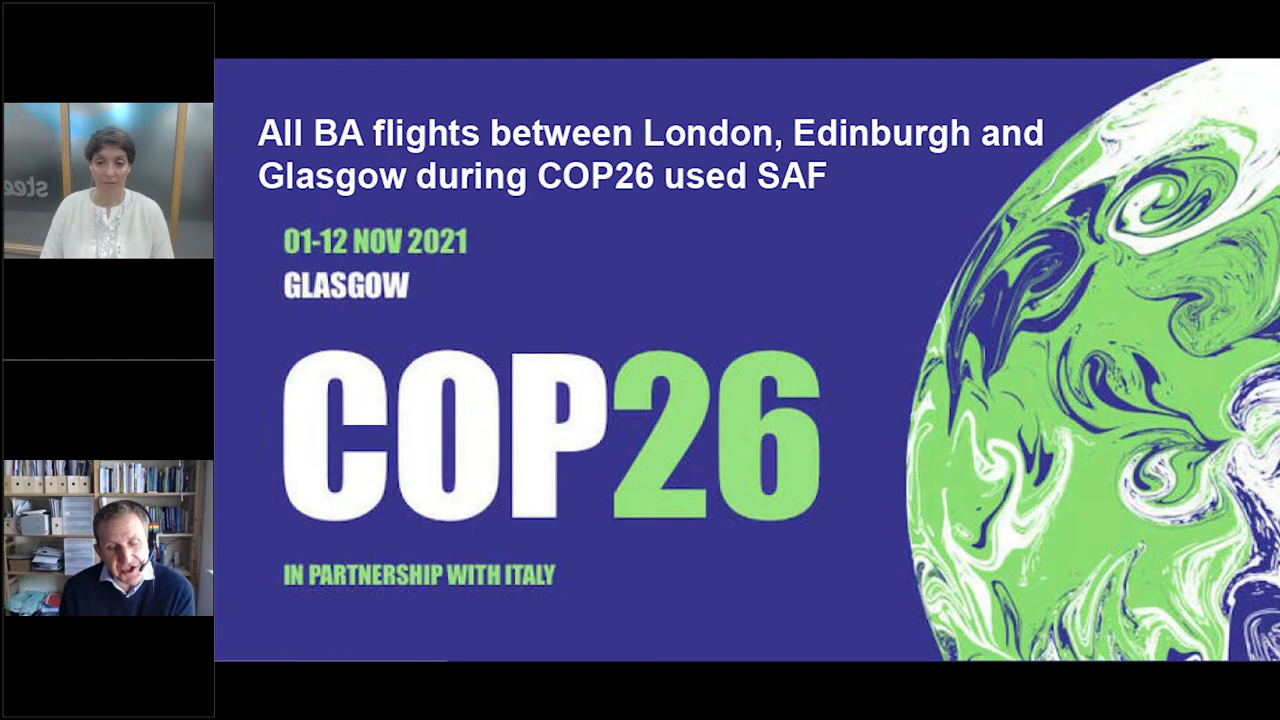 All BA flights between London, Edinburgh and
Glasgow during COP26 used SAF
01-12 NOV 2021
GLASGOW
COP26
IN PARTNERSHIP WITH ITALY